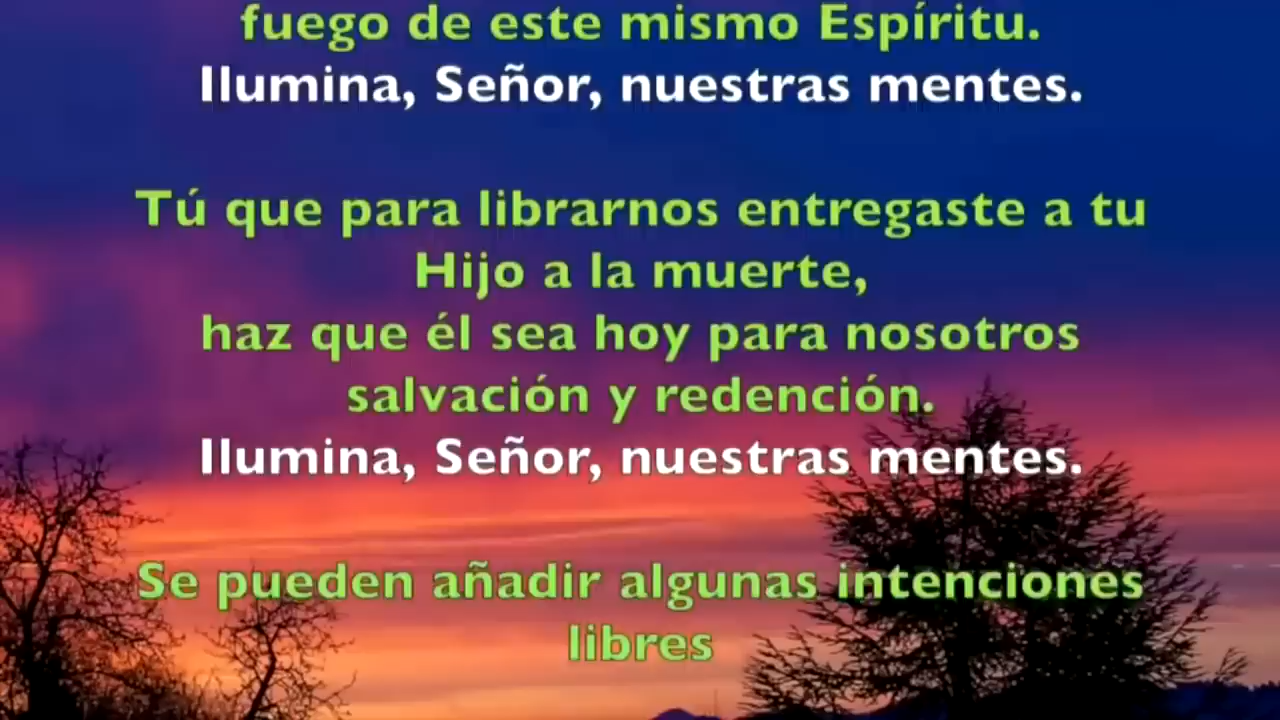 fuego de este mismo Espíritu.
Ilumina, Señor, nuestras mentes.
Tú que para librarnos entregaste a tu
Hijo a la muerte,
haz que él sea hoy para nosotros
salvación y redención.
Ilumina, Señor, nuestras mentes.
Se pueden añadir algunas intenciones
libres